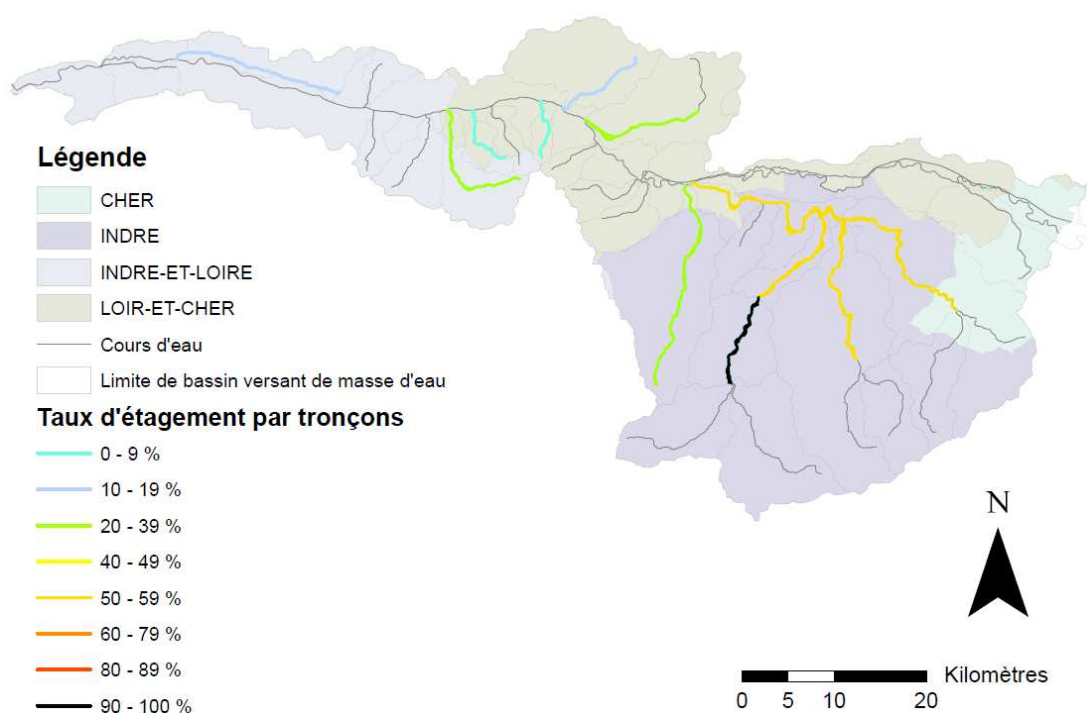 Légende
CHER
INDRE
INDRE-ET-LOIRE
LOIR-ET-CHER
Cours d'eau
Limite de bassin versant de masse d'eau
Taux d'étagement par tronçons
0 - 9 %
10 - 19 %
20 - 39 %
40 - 49 %
50 - 59 %
60 - 79 %
80 - 89 %
90 - 100 %
N
Kilomètres
0 5 10 20